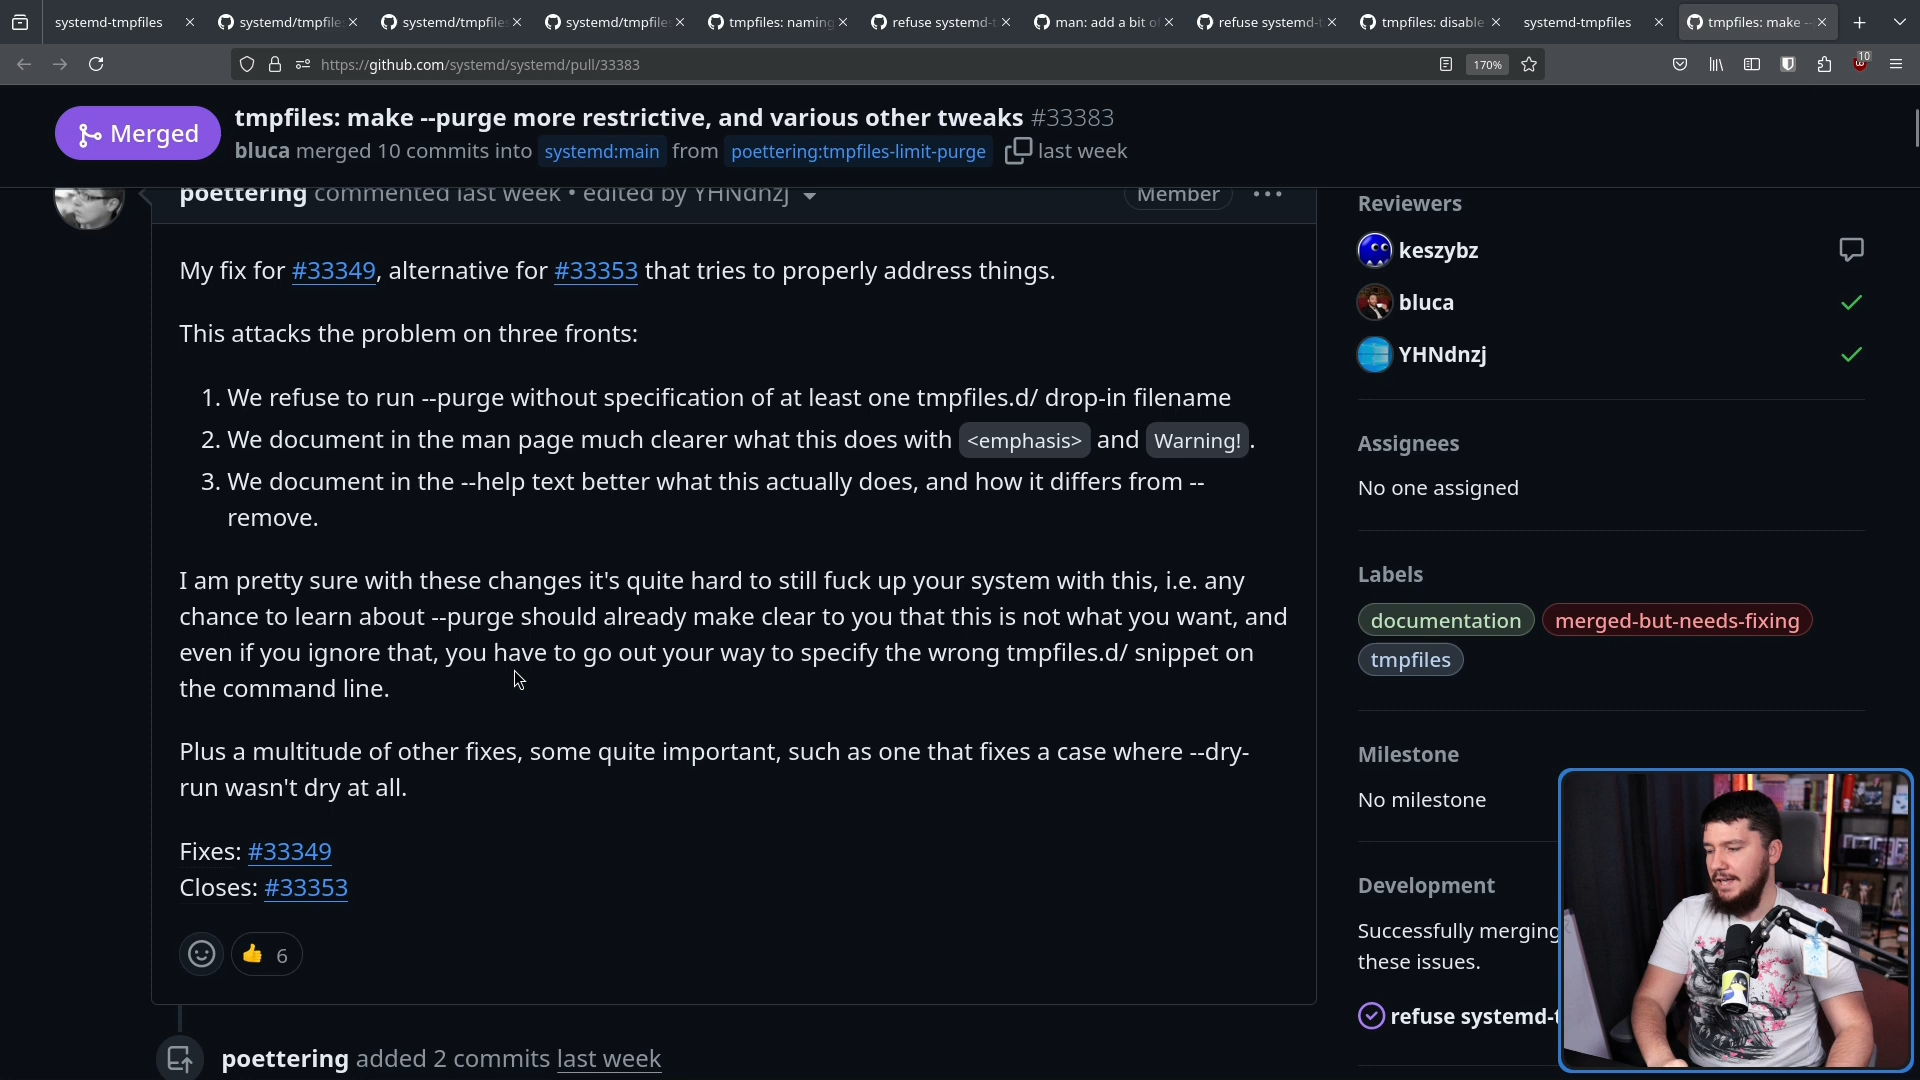 systemd-tmpfiles
systemd/tmpfile
systemd/tmpfile
systemd/tmpfile
tmpfiles: naming
refuse systemd-t
man: add a bit of
refuse systemd-t
tmpfiles: disable
systemd-tmpfiles
tmpfiles: make --
https://github.com/systemd/systemd/pull/33383
170%
10
Merged
tmpfiles: make --purge more restrictive, and various other tweaks #33383
bluca merged 10 commits into systemd:main from poettering:tmpfiles-limit-purge last week
poettering commented last week • edited by YHNdnzj
Member
My fix for #33349, alternative for #33353 that tries to properly address things.
This attacks the problem on three fronts:
1. We refuse to run --purge without specification of at least one tmpfiles.d/ drop-in filename
2. We document in the man page much clearer what this does with <emphasis> and Warning!.
3. We document in the --help text better what this actually does, and how it differs from --
remove.
I am pretty sure with these changes it's quite hard to still fuck up your system with this, i.e. any
chance to learn about --purge should already make clear to you that this is not what you want, and
even if you ignore that, you have to go out your way to specify the wrong tmpfiles.d/ snippet on
the command line.
Plus a multitude of other fixes, some quite important, such as one that fixes a case where --dry-
run wasn't dry at all.
Fixes: #33349
Closes: #33353
6
poettering added 2 commits last week
Reviewers
keszybz
bluca
YHNdnzj
Assignees
No one assigned
Labels
documentation
merged-but-needs-fixing
tmpfiles
Milestone
No milestone
Development
Successfully merging
these issues.
refuse systemd-t